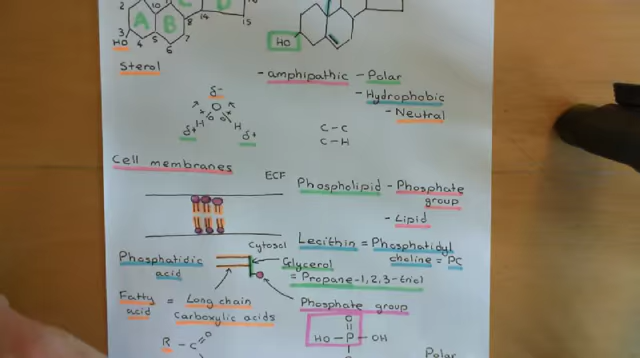 2
10
C
D
A
B
8
14
15
3
HO
4
5
6
7
HO
Sterol
- amphipathic - Polar
- Hydrophobic
- Neutral
δ-
O
H
H
δ+
δ+
C - C
C - H
Cell membranes
ECF
Phospholipid - Phosphate
group
- Lipid
Cytosol
Lecithin = Phosphatidyl
choline = PC
Phosphatidic
acid
Glycerol
= Propane-1,2,3-triol
Fatty = Long chain
acid
Carboxylic acids
Phosphate group
R - C
O
O
HO - P - OH
Polar